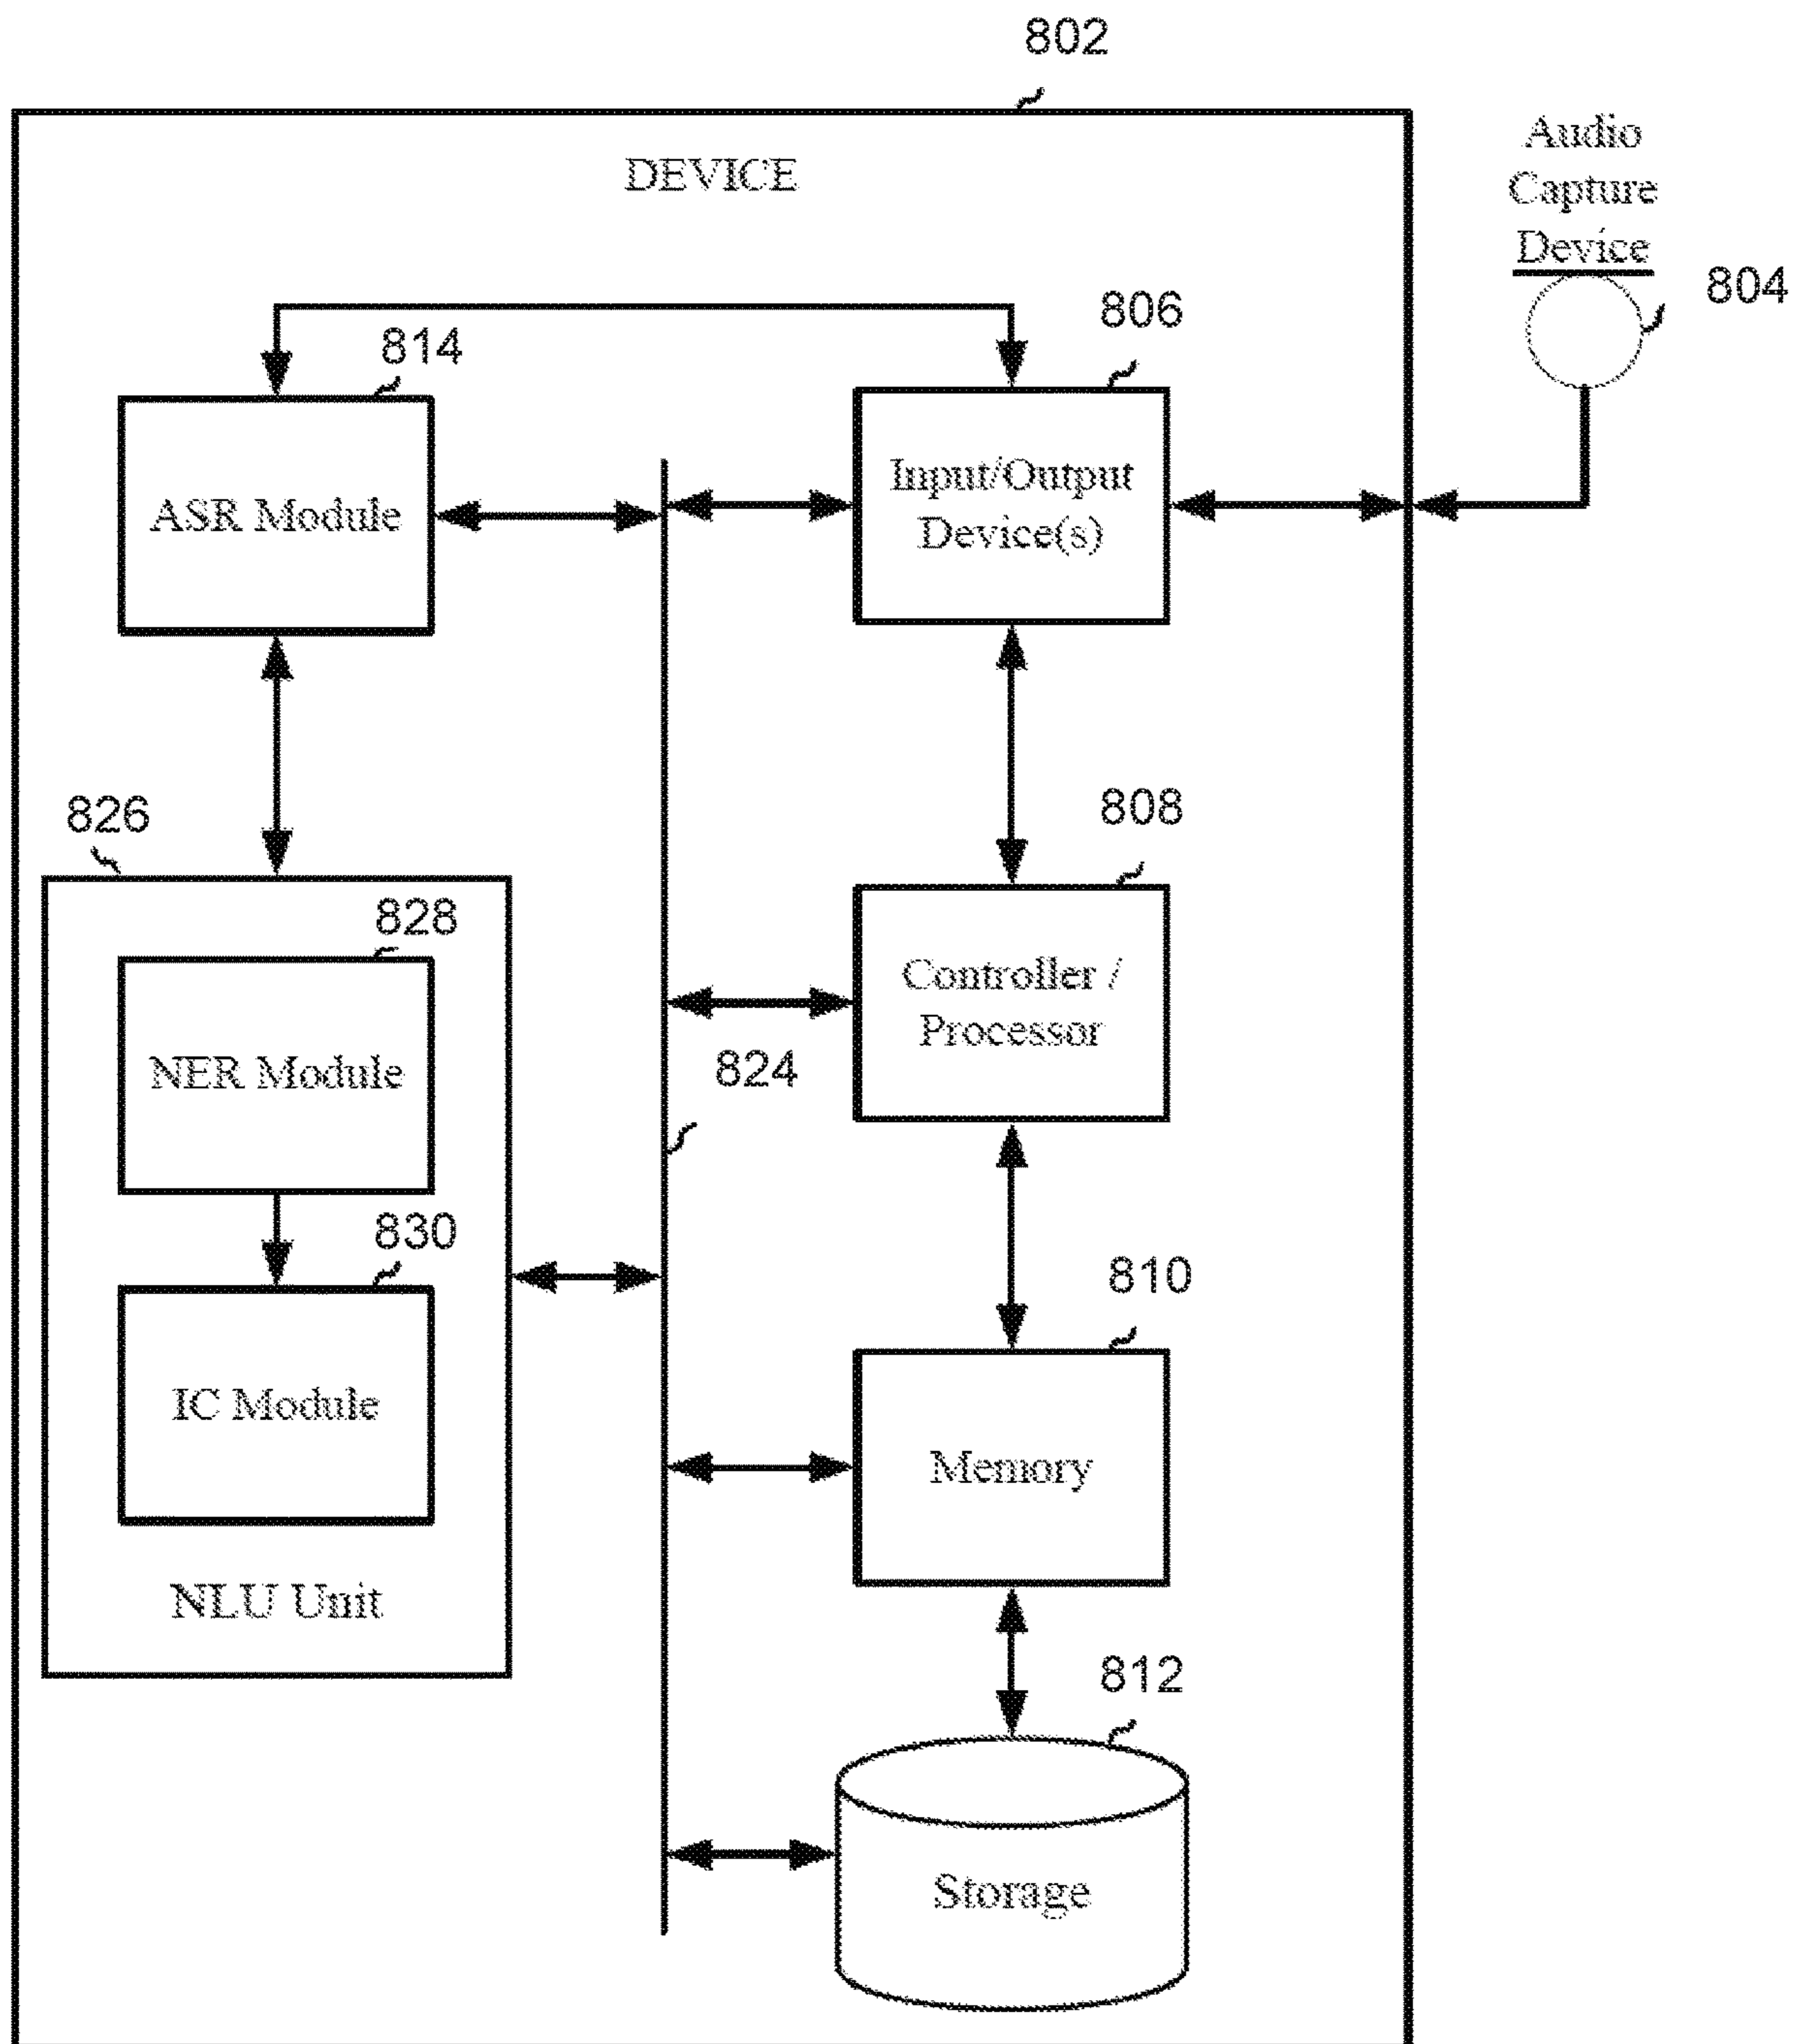 802
DEVICE
Audio
Capture
Device
804
806
814
Input/Output
Device(s)
ASR Module
826
808
828
Controller /
Processor
NER Module
824
830
810
IC Module
Memory
NLU Unit
812
Storage